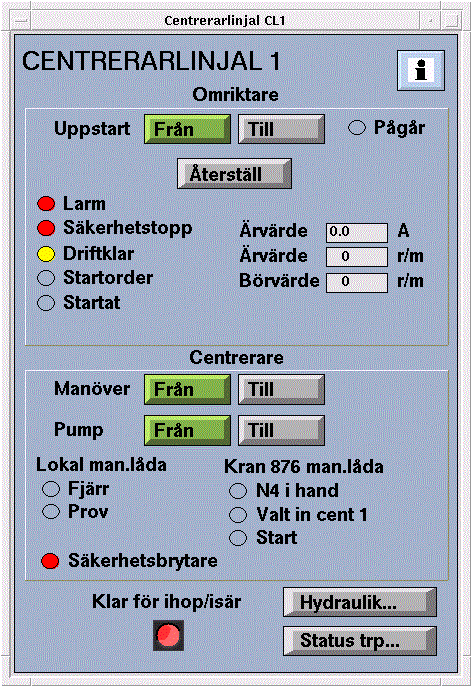 Centrerarlinjal CL1
CENTRERARLINJAL 1
i
Omriktare
Uppstart Från Till Pågår
Återställ
Larm
Säkerhetstopp Ärvärde 0.0 A
Driftklar Ärvärde 0 r/m
Startorder Börvärde 0 r/m
Startat
Centrerare
Manöver Från Till
Pump Från Till
Lokal man.låda Kran 876 man.låda
Fjärr N4 i hand
Prov Valt in cent 1
Start
Säkerhetsbrytare
Klar för ihop/isär Hydraulik...
Status trp...